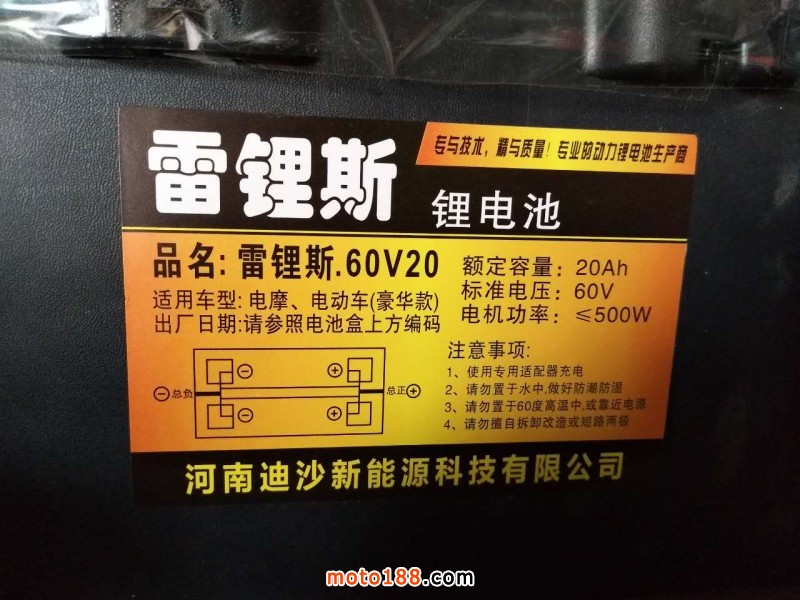 雷锂斯
专与技术，精与质量！专业的动力锂电池生产商
锂电池
品名: 雷锂斯.60V20
适用车型: 电摩、电动车(豪华款)
出厂日期:请参照电池盒上方编码
额定容量: 20Ah
标准电压: 60V
电机功率: ≤500W
⊖总负
⊖ ⊕
⊖ ⊕
总正⊕
注意事项:
1、使用专用适配器充电
2、请勿置于水中,做好防潮防湿
3、请勿置于60度高温中,或靠近电源
4、请勿擅自拆卸改造或短路两极
河南迪沙新能源科技有限公司
moto188.com